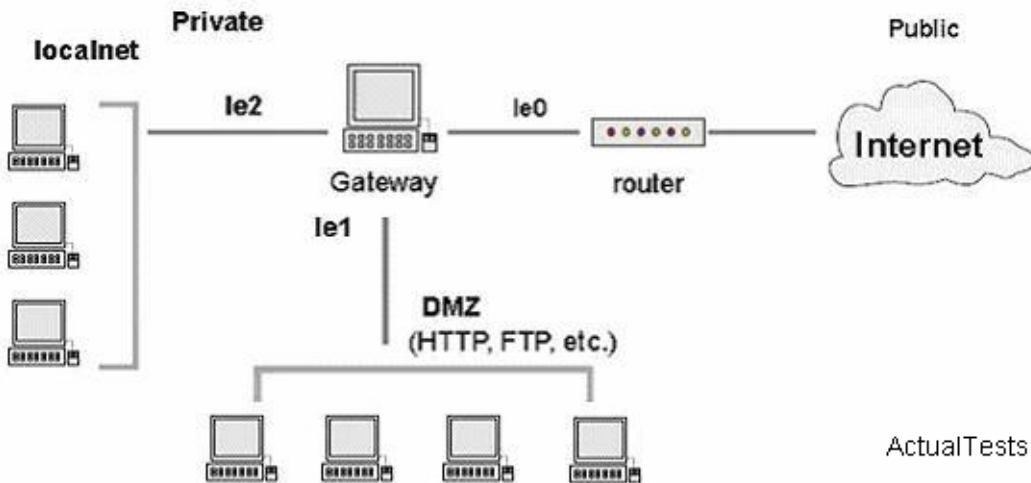 Private
Public
localnet
le2
le0
Internet
Gateway
router
le1
DMZ
(HTTP, FTP, etc.)
ActualTests